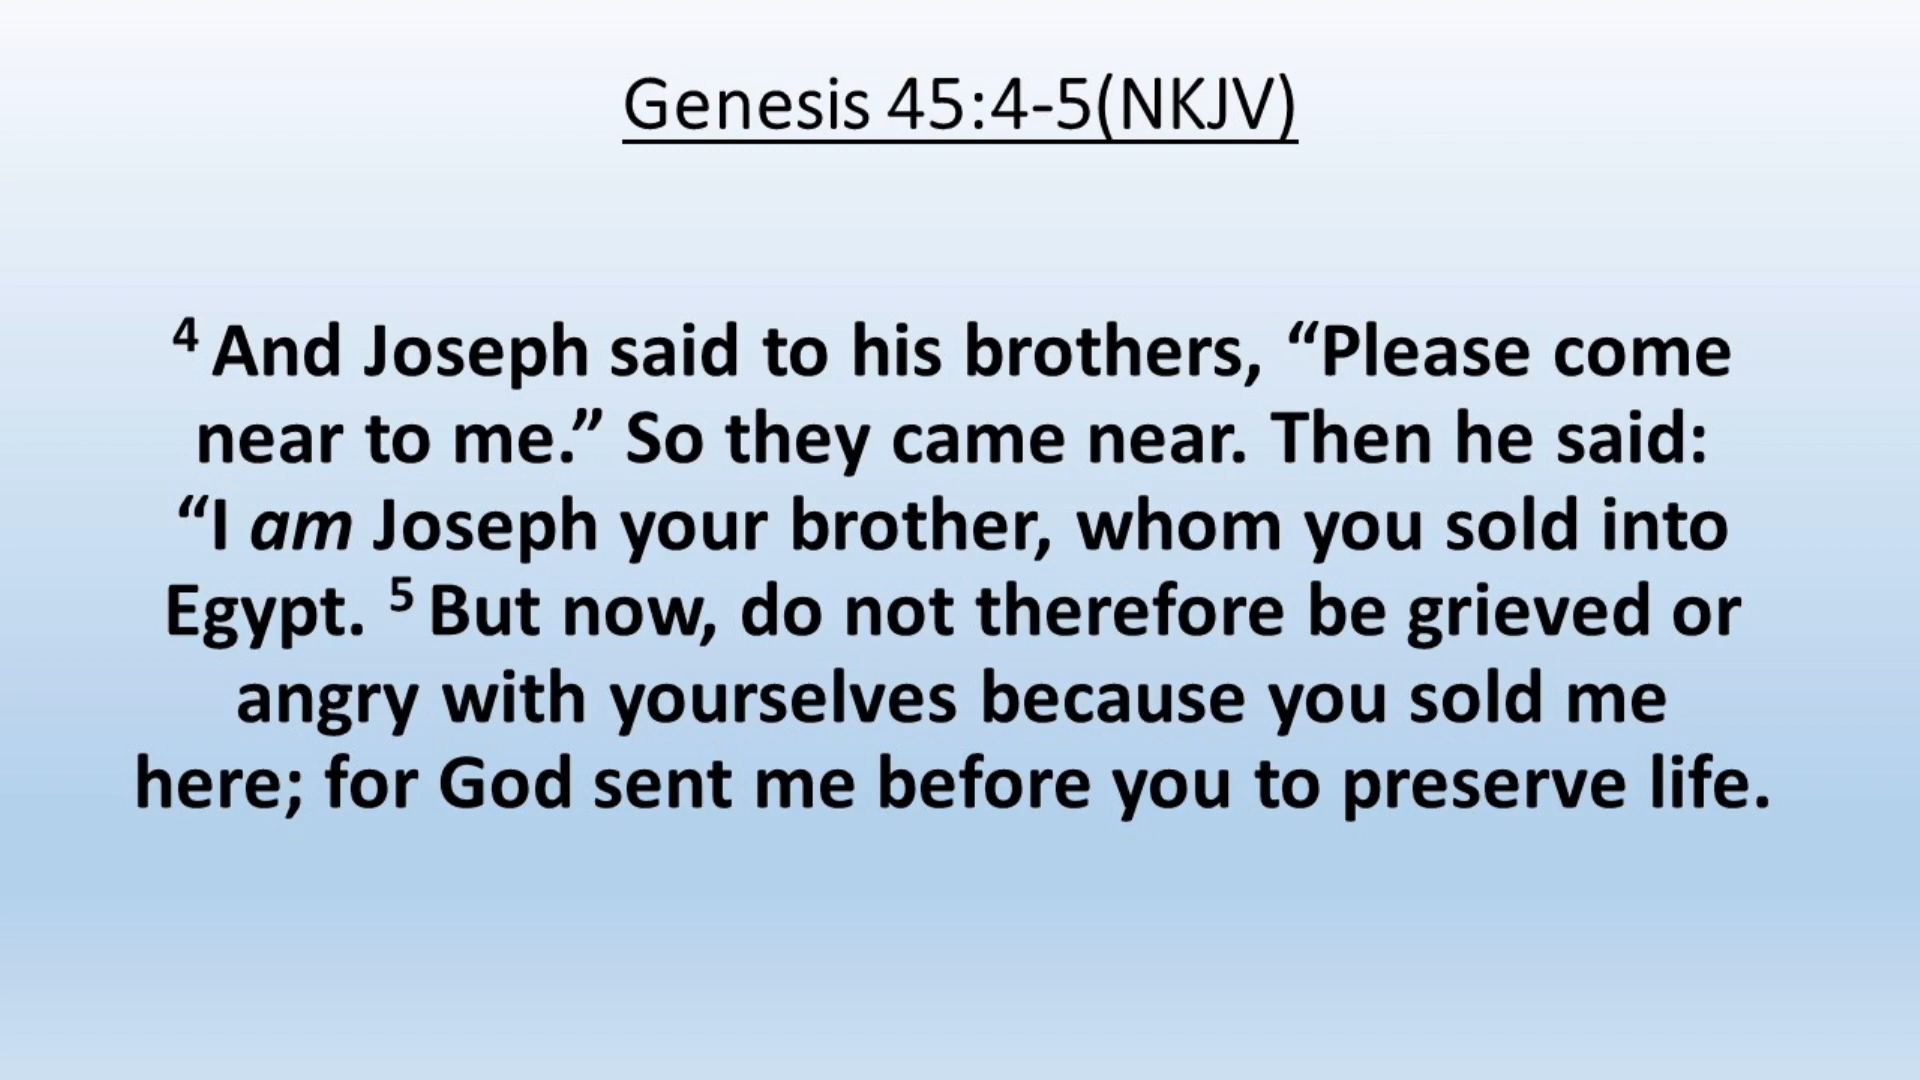 Genesis 45:4-5(NKJV)
4 And Joseph said to his brothers, “Please come
near to me.” So they came near. Then he said:
“I am Joseph your brother, whom you sold into
Egypt. 5 But now, do not therefore be grieved or
angry with yourselves because you sold me
here; for God sent me before you to preserve life.